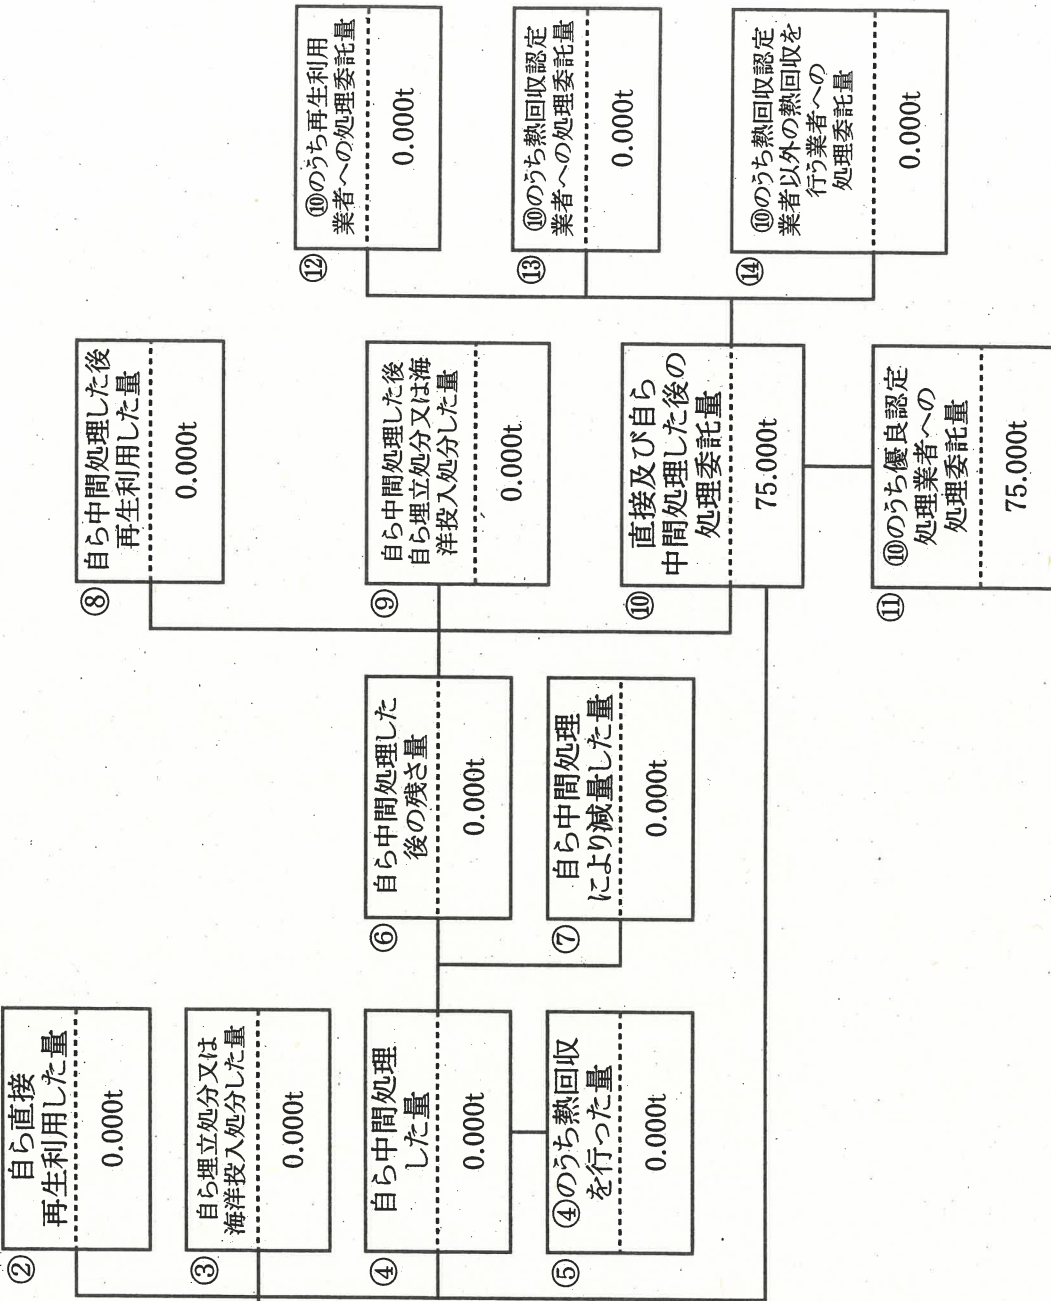 ②
自ら直接
再生利用した量
0.000t
③
自ら埋立処分又は
海洋投入処分した量
0.000t
④
自ら中間処理
した量
0.000t
⑤
④のうち熱回収
を行った量
0.000t
⑥
自ら中間処理した
後の残さ量
0.000t
⑦
自ら中間処理
により減量した量
0.000t
⑧
自ら中間処理した後
再生利用した量
0.000t
⑨
自ら中間処理した後
自ら埋立処分又は海
洋投入処分した量
0.000t
⑩
直接及び自ら
中間処理した後の
処理委託量
75.000t
⑪
⑩のうち優良認定
処理業者への
処理委託量
75.000t
⑫
⑩のうち再生利用
業者への処理委託量
0.000t
⑬
⑩のうち熱回収認定
業者への処理委託量
0.000t
⑭
⑩のうち熱回収認定
業者以外の熱回収を
行う業者への
処理委託量
0.000t